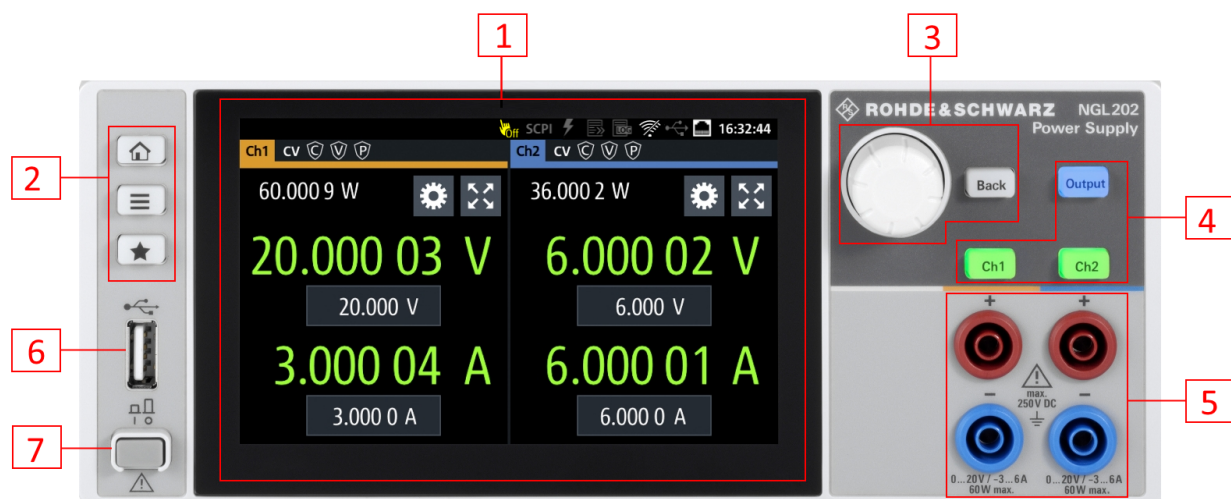 1
3
2
4
6
5
7
ROHDE & SCHWARZ NGL202
Power Supply
Off SCPI LOG 16:32:44
Ch1 CV C V P
Ch2 CV C V P
60.000 9 W
36.000 2 W
20.000 03 V
6.000 02 V
20.000 V
6.000 V
3.000 04 A
6.000 01 A
3.000 0 A
6.000 0 A
Back
Output
Ch1
Ch2
+ +
max.
250V DC
- -
0...20V / -3...6A
60W max.
0...20V / -3...6A
60W max.
I O